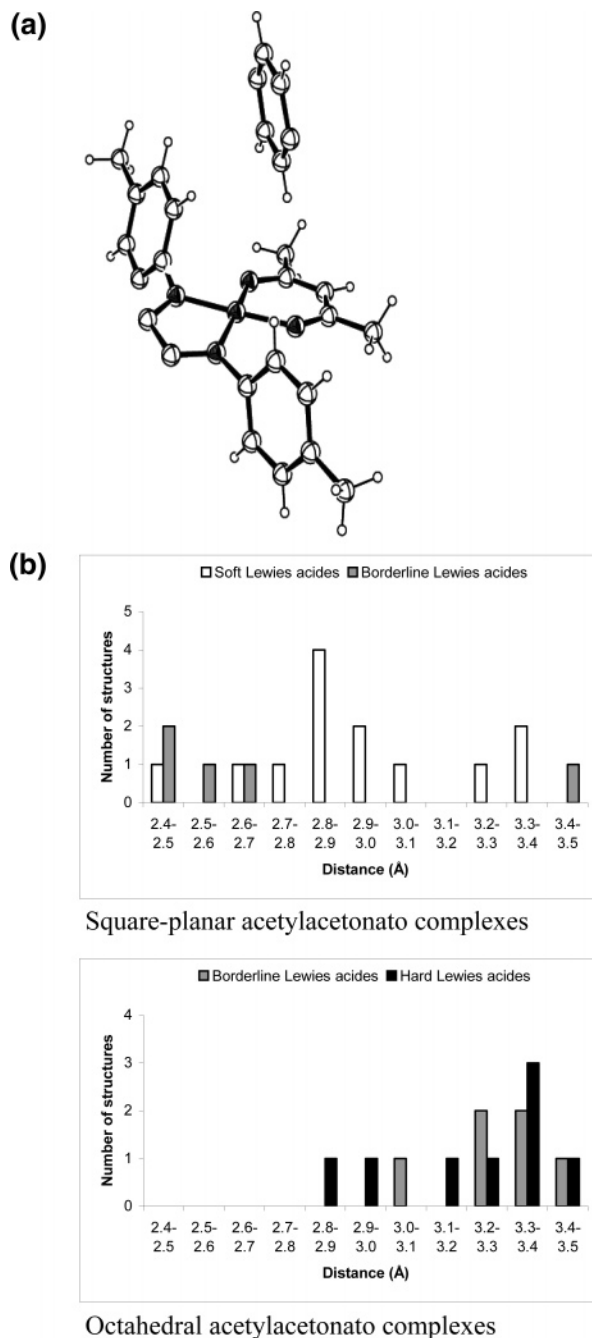 (a)
(b)
Soft Lewies acides Borderline Lewies acides
Number of structures
5
4
3
2
1
0
2.4- 2.5- 2.6- 2.7- 2.8- 2.9- 3.0- 3.1- 3.2- 3.3- 3.4-
2.5 2.6 2.7 2.8 2.9 3.0 3.1 3.2 3.3 3.4 3.5
Distance (Å)
Square-planar acetylacetonato complexes
Borderline Lewies acides Hard Lewies acides
Number of structures
4
3
2
1
0
2.4- 2.5- 2.6- 2.7- 2.8- 2.9- 3.0- 3.1- 3.2- 3.3- 3.4-
2.5 2.6 2.7 2.8 2.9 3.0 3.1 3.2 3.3 3.4 3.5
Distance (Å)
Octahedral acetylacetonato complexes